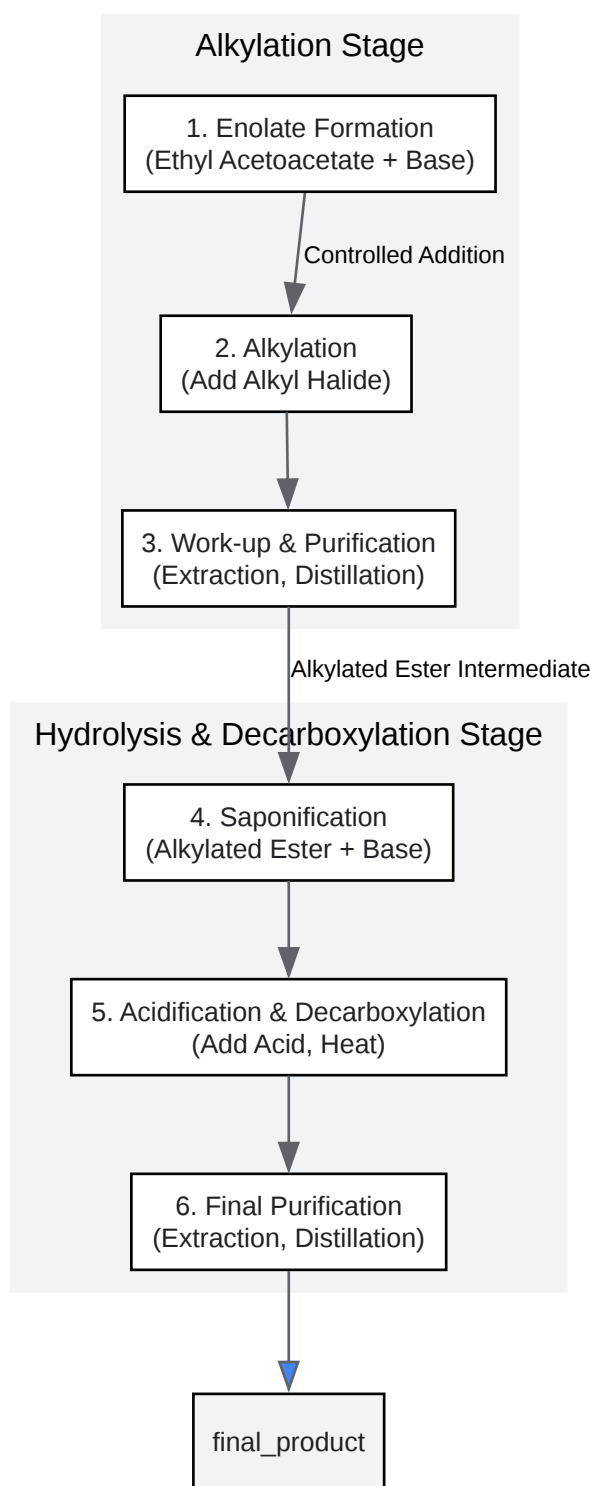 Alkylation Stage
1. Enolate Formation
(Ethyl Acetoacetate + Base)
Controlled Addition
2. Alkylation
(Add Alkyl Halide)
3. Work-up & Purification
(Extraction, Distillation)
Alkylated Ester Intermediate
Hydrolysis & Decarboxylation Stage
4. Saponification
(Alkylated Ester + Base)
5. Acidification & Decarboxylation
(Add Acid, Heat)
6. Final Purification
(Extraction, Distillation)
final_product